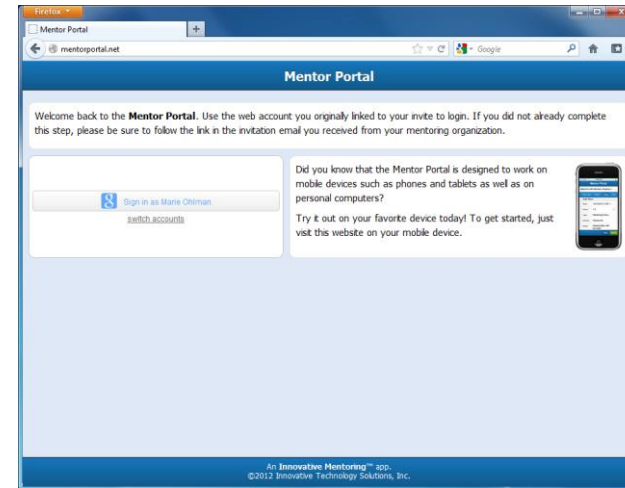 Firefox
Mentor Portal
mentorportal.net
Google
Mentor Portal
Welcome back to the Mentor Portal. Use the web account you originally linked to your invite to login. If you did not already complete
this step, please be sure to follow the link in the invitation email you received from your mentoring organization.
Sign in as Marie Ohlman
switch accounts
Did you know that the Mentor Portal is designed to work on
mobile devices such as phones and tablets as well as on
personal computers?
Try it out on your favorite device today! To get started, just
visit this website on your mobile device.
An Innovative Mentoring™ app.
©2012 Innovative Technology Solutions, Inc.